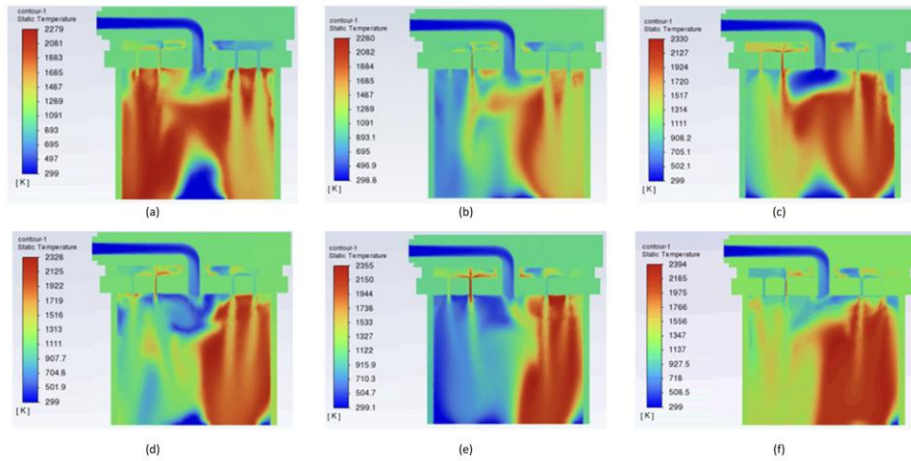 contour-1
Static Temperature
2279
2081
1883
1685
1487
1289
1091
893
695
497
299
[ K ]
(a)
contour-1
Static Temperature
2280
2082
1884
1686
1487
1289
1091
893.1
695
496.9
298.8
[ K ]
(b)
contour-1
Static Temperature
2330
2127
1924
1720
1517
1314
1111
908.2
705.1
502.1
299
[ K ]
(c)
contour-1
Static Temperature
2328
2125
1922
1719
1516
1313
1111
907.7
704.8
501.9
299
[ K ]
(d)
contour-1
Static Temperature
2355
2150
1944
1738
1533
1327
1122
915.9
710.3
504.7
299.1
[ K ]
(e)
contour-1
Static Temperature
2394
2185
1975
1766
1556
1347
1137
927.5
718
508.5
299
[ K ]
(f)